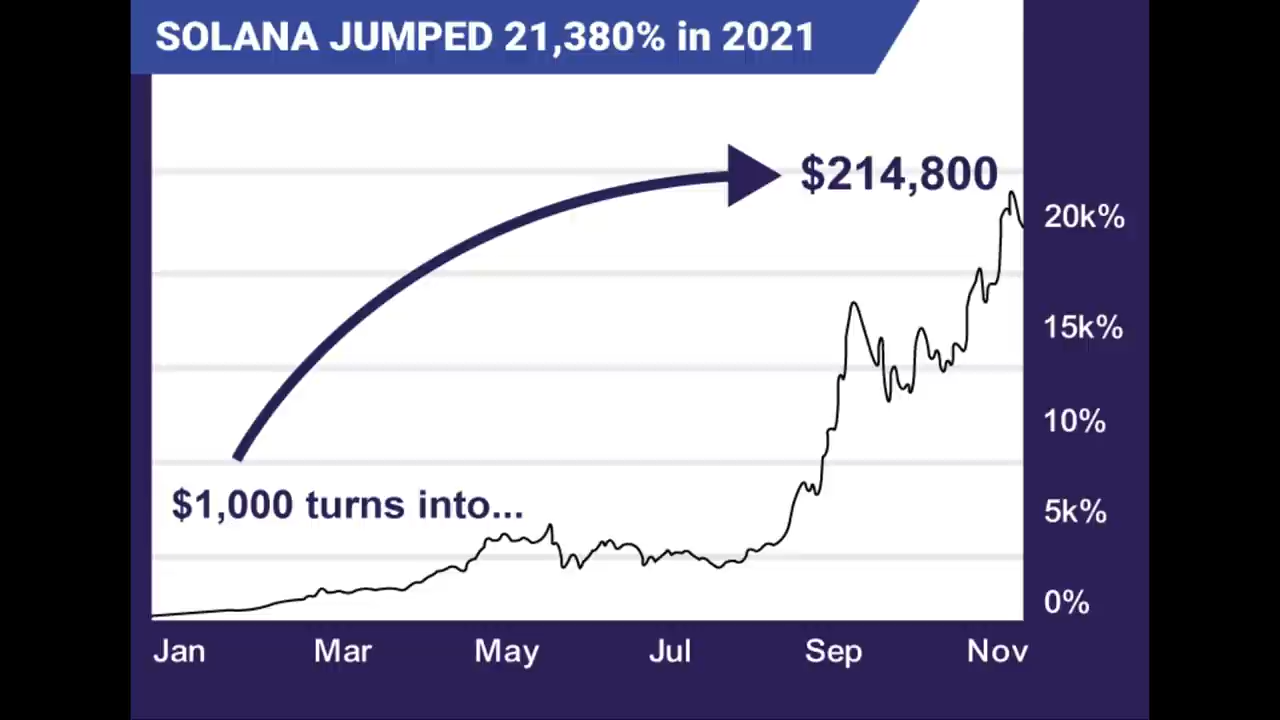 SOLANA JUMPED 21,380% in 2021
$214,800
20k%
15k%
10%
$1,000 turns into...
5k%
0%
Jan Mar May Jul Sep Nov